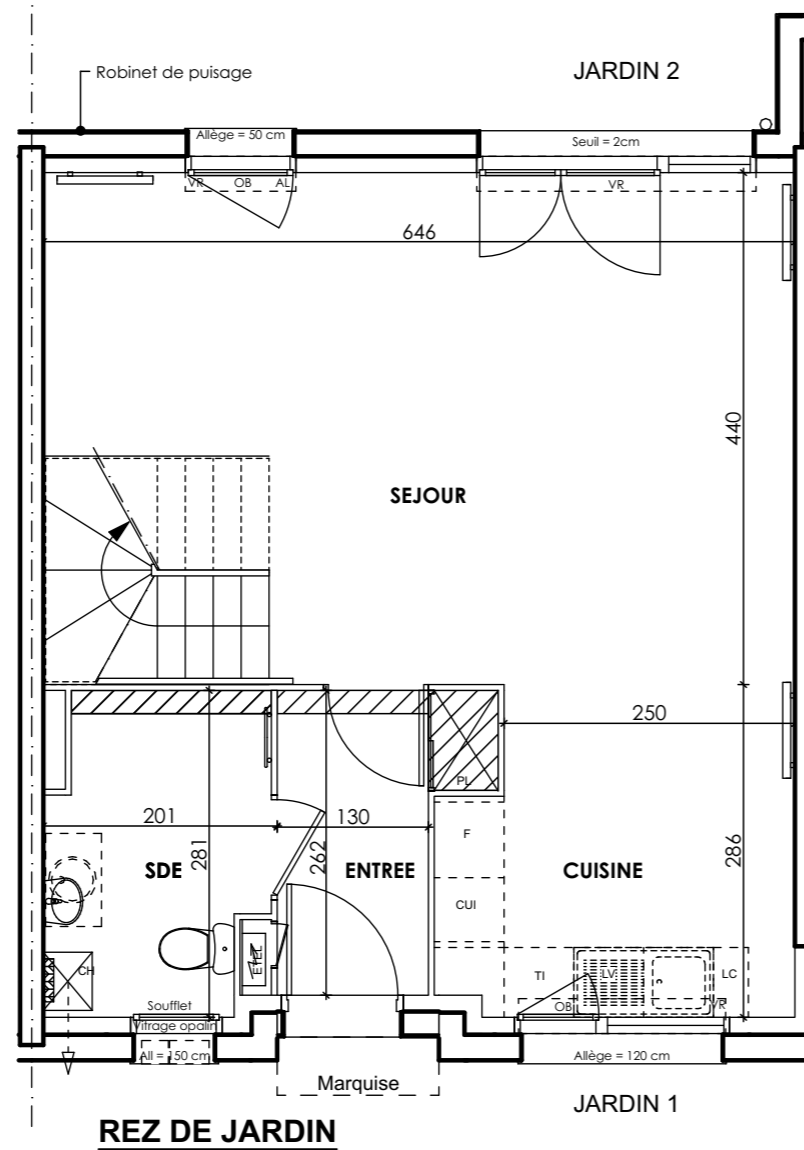 JARDIN 2
Robinet de puisage
Allège = 50 cm
Seuil = 2cm
VR OB AL
VR
646
440
SEJOUR
250
PL
201
130
F
281
262
286
SDE
ENTREE
CUISINE
CUI
ETEL
CH
TI
LV
LC
OB
VR
Soufflet
Vitrage opalin
All = 150 cm
Allège = 120 cm
Marquise
JARDIN 1
REZ DE JARDIN